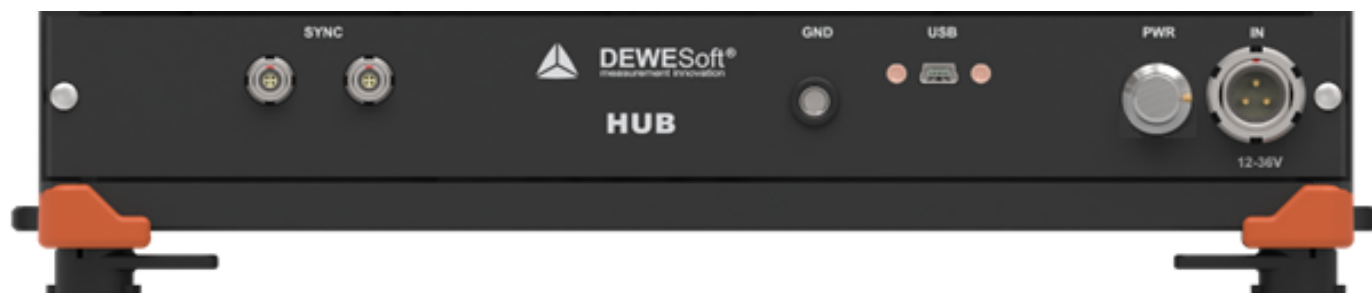 SYNC
DEWESoft®
measurement innovation
HUB
GND
USB
PWR
IN
12-36V